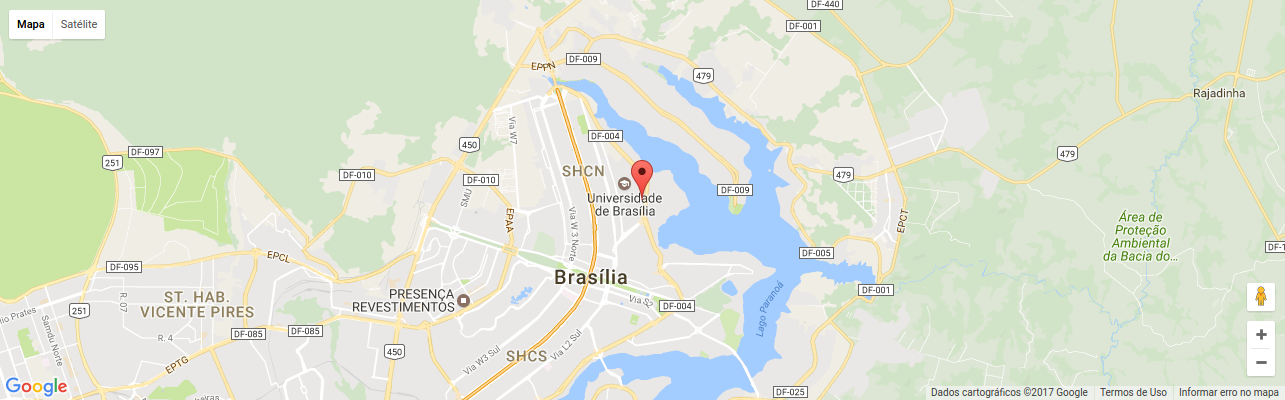 DF-440
Mapa
Satélite
DF-001
DF-009
EPPN
479
Rajadinha
Via W7
DF-004
450
DF-097
251
479
SHCN
DF-010
DF-010
479
Universidade
de Brasília
SMU
DF-009
EPAA
Via W 3 Norte
EPCT
Área de
Proteção
Ambiental
da Bacia do...
DF-005
DF-1
EPCL
DF-095
Brasília
DF-001
PRESENÇA
REVESTIMENTOS
ST. HAB.
VICENTE PIRES
R. 07
Via S2
DF-004
Lago Paranoá
251
lio Prates
Samdu Norte
DF-085
DF-085
R. 4
EPTG
450
SHCS
Via W3 Sul
Via L2 Sul
Google
DF-025
Dados cartográficos ©2017 Google
Termos de Uso
Informar erro no mapa